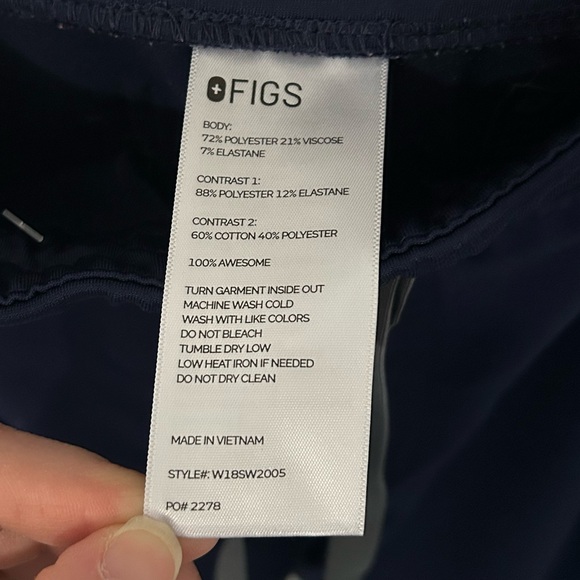 FIGS
BODY:
72% POLYESTER 21% VISCOSE
7% ELASTANE
CONTRAST 1:
88% POLYESTER 12% ELASTANE
CONTRAST 2:
60% COTTON 40% POLYESTER
100% AWESOME
TURN GARMENT INSIDE OUT
MACHINE WASH COLD
WASH WITH LIKE COLORS
DO NOT BLEACH
TUMBLE DRY LOW
LOW HEAT IRON IF NEEDED
DO NOT DRY CLEAN
MADE IN VIETNAM
STYLE#: W18SW2005
PO# 2278